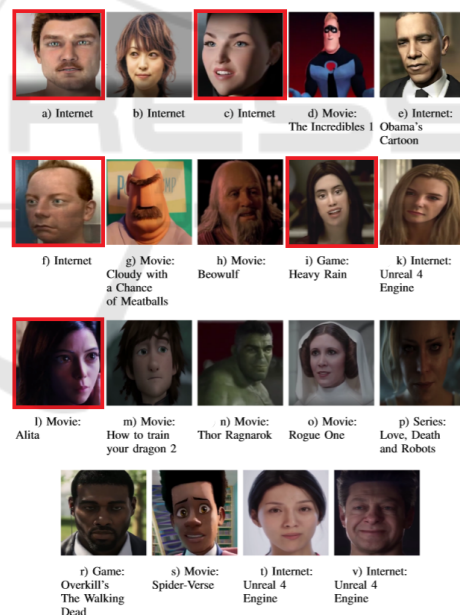 a) Internet
b) Internet
c) Internet
d) Movie:
The Incredibles 1
e) Internet:
Obama's
Cartoon
f) Internet
g) Movie:
Cloudy with
a Chance
of Meatballs
h) Movie:
Beowulf
i) Game:
Heavy Rain
k) Internet:
Unreal 4
Engine
l) Movie:
Alita
m) Movie:
How to train
your dragon 2
n) Movie:
Thor Ragnarok
o) Movie:
Rogue One
p) Series:
Love, Death
and Robots
r) Game:
Overkill's
The Walking
Dead
s) Movie:
Spider-Verse
t) Internet:
Unreal 4
Engine
v) Internet:
Unreal 4
Engine